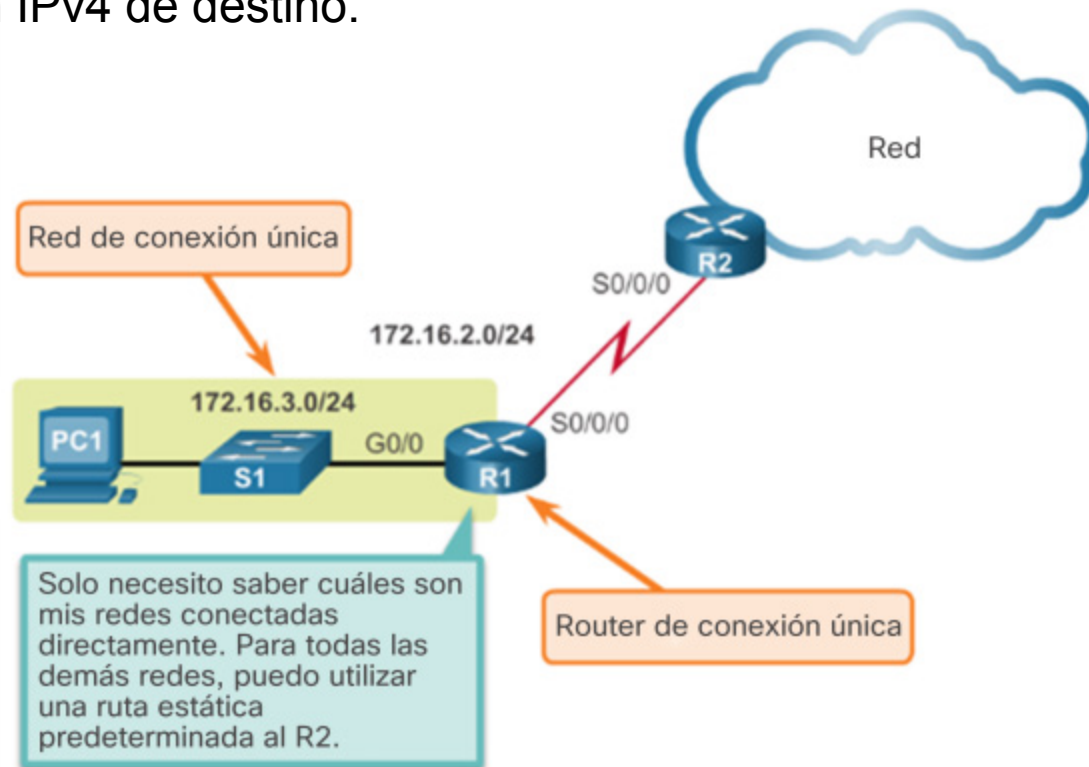 IPv4 de destino.
Red
Red de conexión única
R2
S0/0/0
172.16.2.0/24
172.16.3.0/24
S0/0/0
PC1
G0/0
S1
R1
Solo necesito saber cuáles son
mis redes conectadas
directamente. Para todas las
demás redes, puedo utilizar
una ruta estática
predeterminada al R2.
Router de conexión única